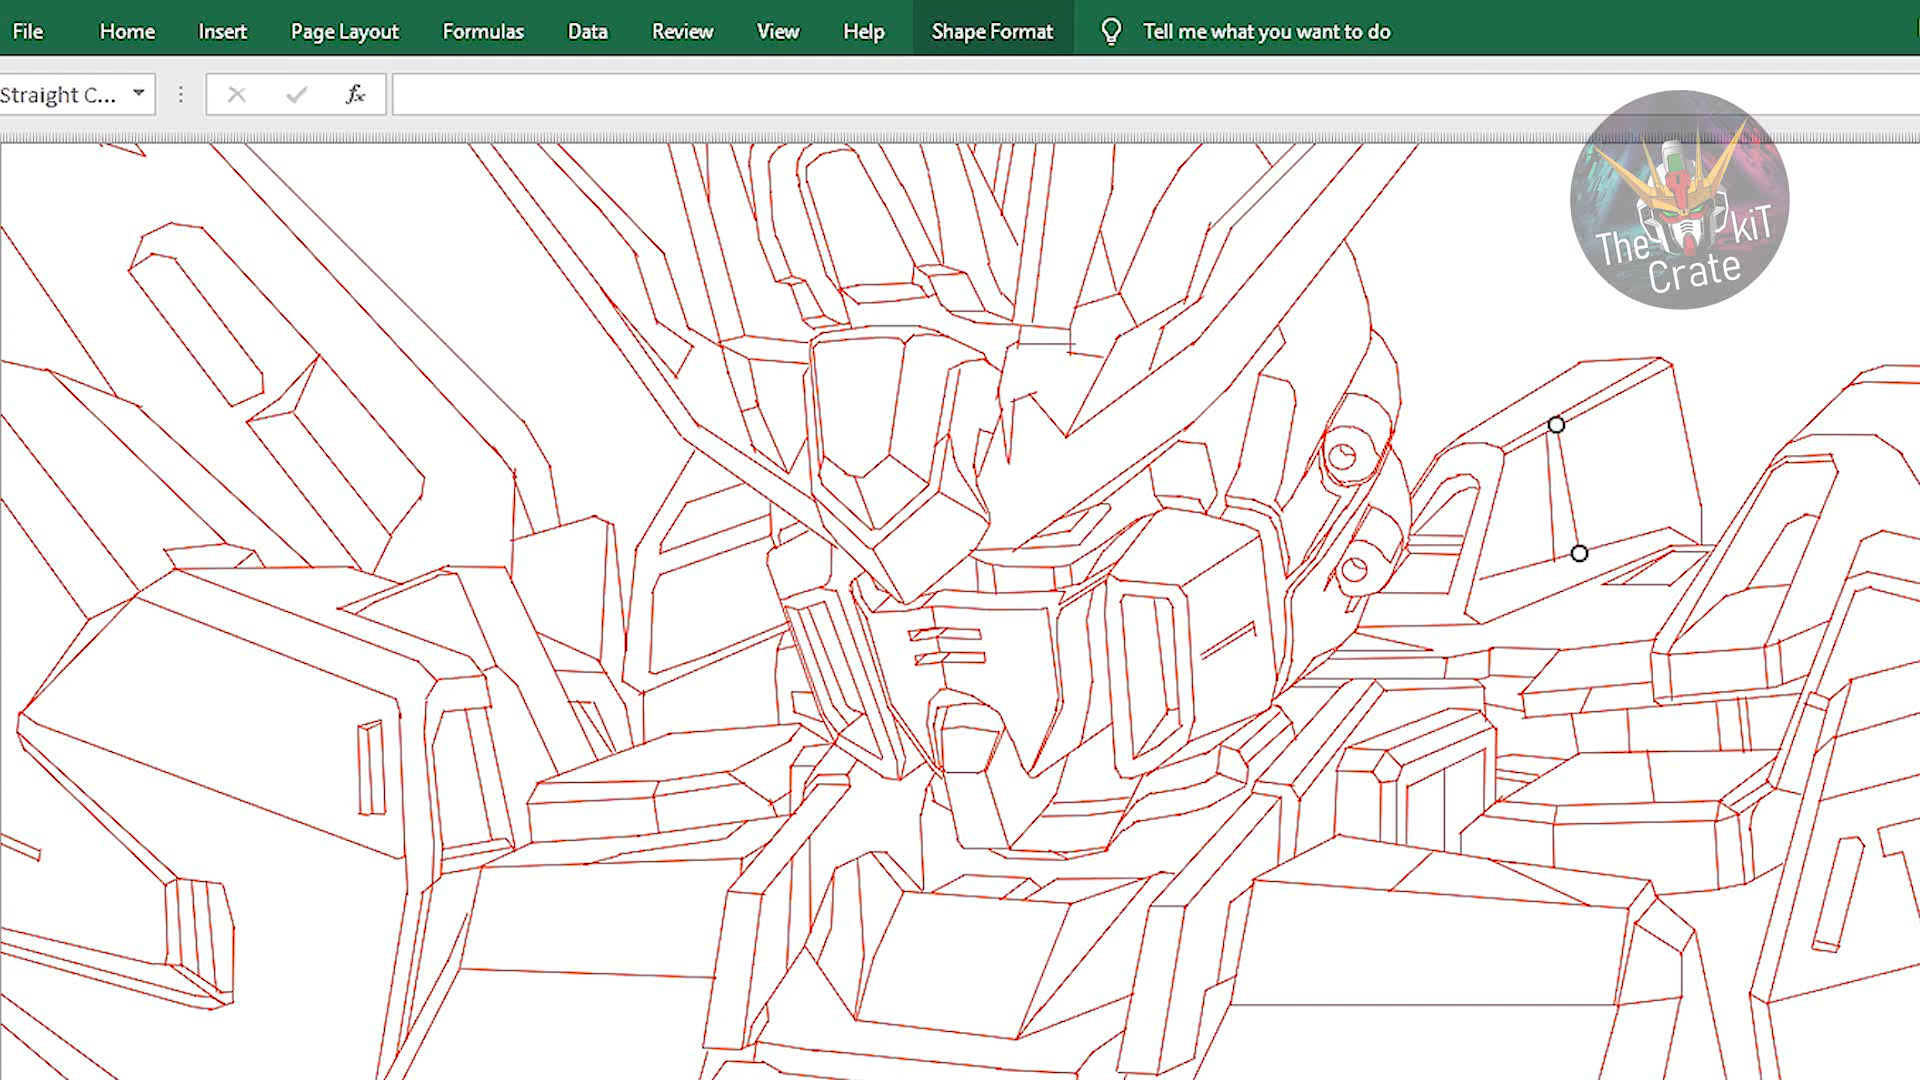 File Home Insert Page Layout Formulas Data Review View Help Shape Format Tell me what you want to do
Straight C... fx
The kiT
Crate